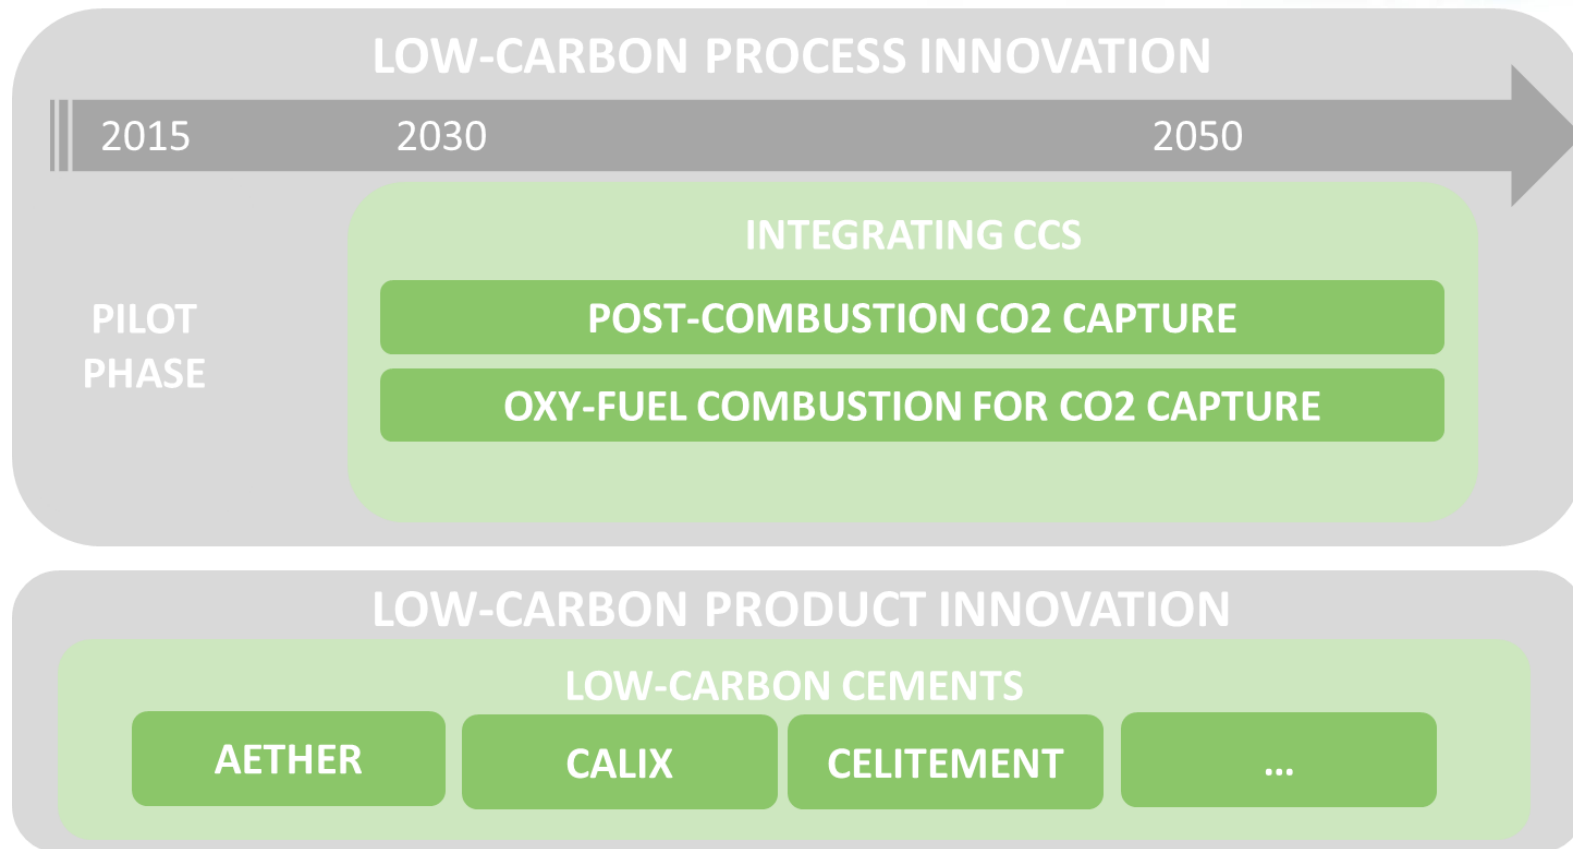 LOW-CARBON PROCESS INNOVATION
2015 2030 2050
INTEGRATING CCS
PILOT
PHASE
POST-COMBUSTION CO2 CAPTURE
OXY-FUEL COMBUSTION FOR CO2 CAPTURE
LOW-CARBON PRODUCT INNOVATION
LOW-CARBON CEMENTS
AETHER
CALIX
CELITEMENT
...